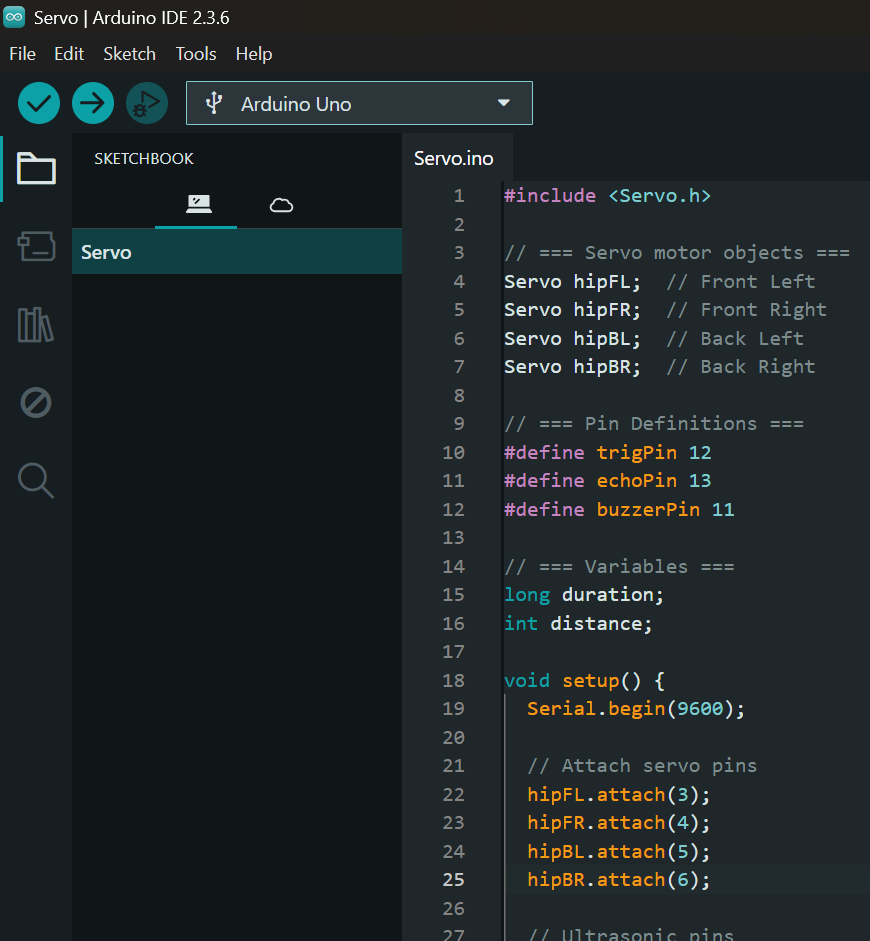 Servo | Arduino IDE 2.3.6
File Edit Sketch Tools Help
Arduino Uno
SKETCHBOOK
Servo
Servo.ino
1 #include <Servo.h>
2
3 // === Servo motor objects ===
4 Servo hipFL;  // Front Left
5 Servo hipFR;  // Front Right
6 Servo hipBL;  // Back Left
7 Servo hipBR;  // Back Right
8
9 // === Pin Definitions ===
10 #define trigPin 12
11 #define echoPin 13
12 #define buzzerPin 11
13
14 // === Variables ===
15 long duration;
16 int distance;
17
18 void setup() {
19   Serial.begin(9600);
20
21   // Attach servo pins
22   hipFL.attach(3);
23   hipFR.attach(4);
24   hipBL.attach(5);
25   hipBR.attach(6);
26
27   // Ultrasonic pins